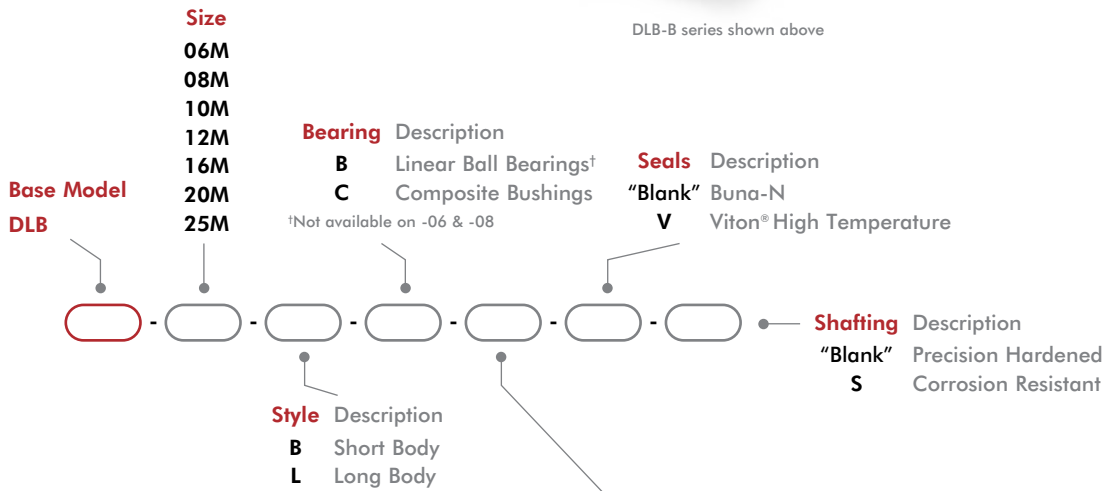 DLB-B series shown above
Size
06M
08M
10M
12M
16M
20M
25M
Base Model
DLB
Bearing Description
B Linear Ball Bearings†
C Composite Bushings
†Not available on -06 & -08
Seals Description
"Blank" Buna-N
V Viton® High Temperature
- - - - - -
Shafting Description
"Blank" Precision Hardened
S Corrosion Resistant
Style Description
B Short Body
L Long Body